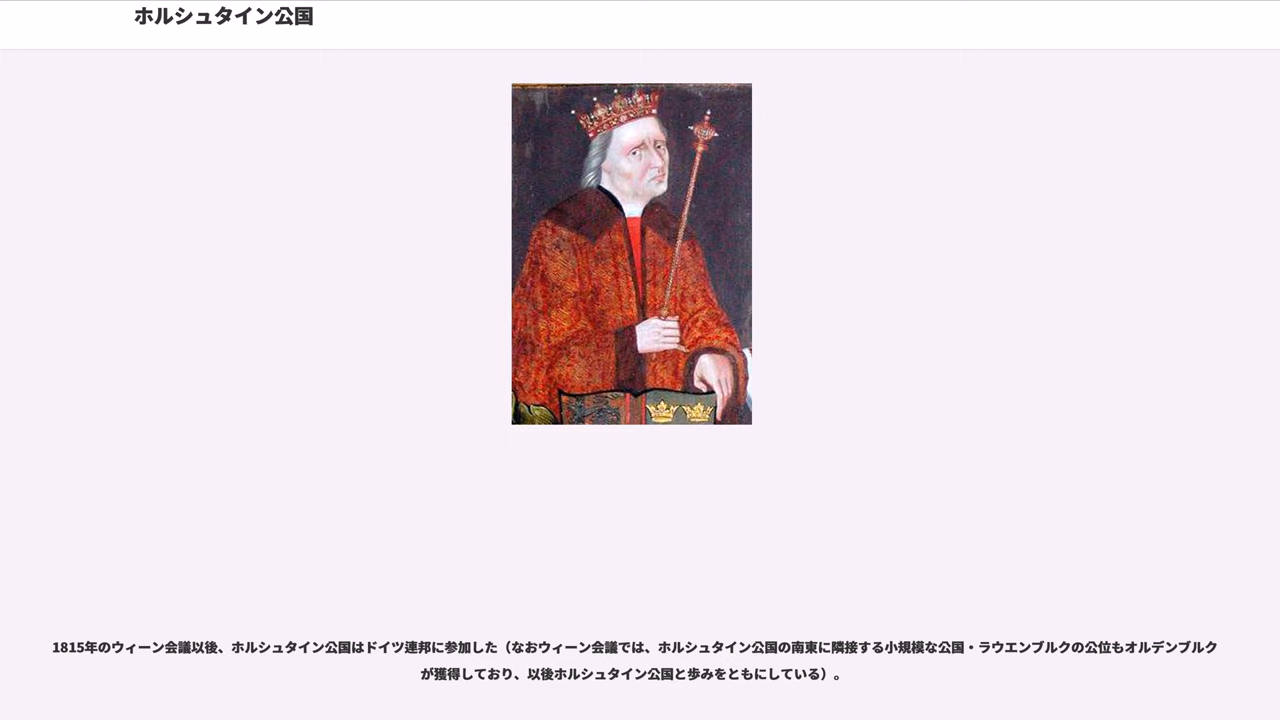 ホルシュタイン公国
1815年のウィーン会議以後、ホルシュタイン公国はドイツ連邦に参加した（なおウィーン会議では、ホルシュタイン公国の南東に隣接する小規模な公国・ラウエンブルクの公位もオルデンブルク
が獲得しており、以後ホルシュタイン公国と歩みをともにしている）。